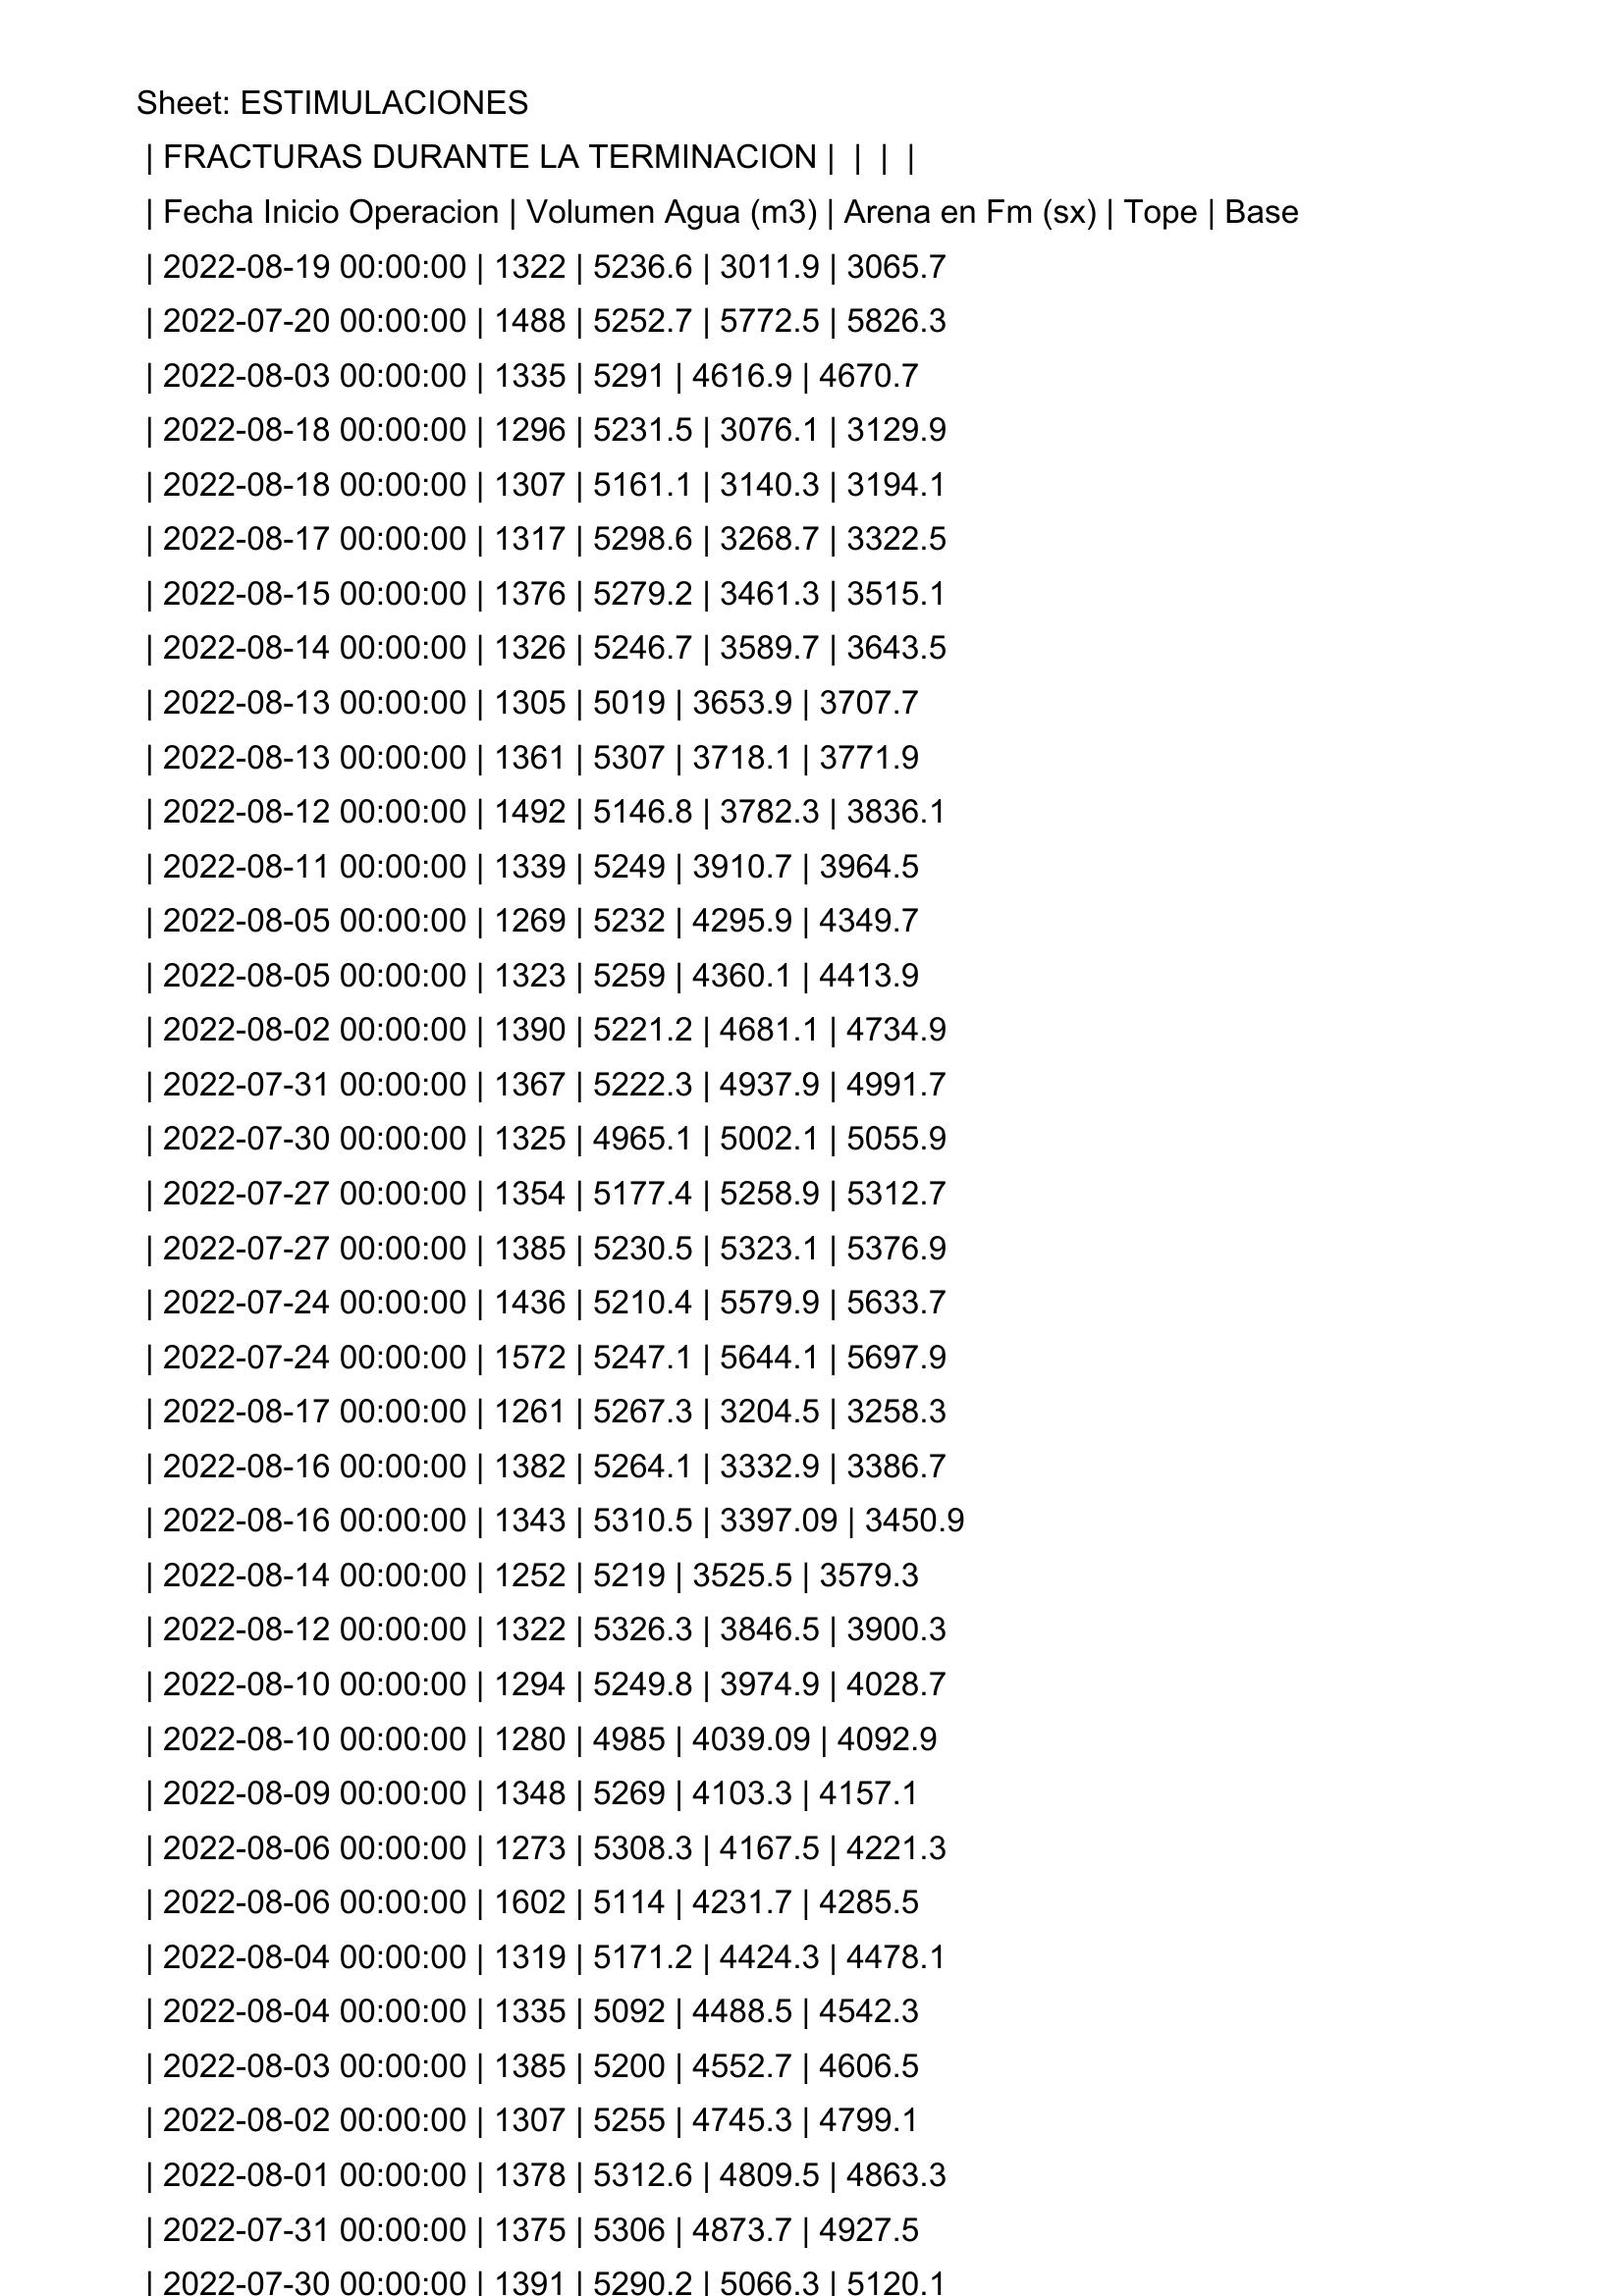 Sheet: ESTIMULACIONES
| FRACTURAS DURANTE LA TERMINACION | | | |
| Fecha Inicio Operacion | Volumen Agua (m3) | Arena en Fm (sx) | Tope | Base
| 2022-08-19 00:00:00 | 1322 | 5236.6 | 3011.9 | 3065.7
| 2022-07-20 00:00:00 | 1488 | 5252.7 | 5772.5 | 5826.3
| 2022-08-03 00:00:00 | 1335 | 5291 | 4616.9 | 4670.7
| 2022-08-18 00:00:00 | 1296 | 5231.5 | 3076.1 | 3129.9
| 2022-08-18 00:00:00 | 1307 | 5161.1 | 3140.3 | 3194.1
| 2022-08-17 00:00:00 | 1317 | 5298.6 | 3268.7 | 3322.5
| 2022-08-15 00:00:00 | 1376 | 5279.2 | 3461.3 | 3515.1
| 2022-08-14 00:00:00 | 1326 | 5246.7 | 3589.7 | 3643.5
| 2022-08-13 00:00:00 | 1305 | 5019 | 3653.9 | 3707.7
| 2022-08-13 00:00:00 | 1361 | 5307 | 3718.1 | 3771.9
| 2022-08-12 00:00:00 | 1492 | 5146.8 | 3782.3 | 3836.1
| 2022-08-11 00:00:00 | 1339 | 5249 | 3910.7 | 3964.5
| 2022-08-05 00:00:00 | 1269 | 5232 | 4295.9 | 4349.7
| 2022-08-05 00:00:00 | 1323 | 5259 | 4360.1 | 4413.9
| 2022-08-02 00:00:00 | 1390 | 5221.2 | 4681.1 | 4734.9
| 2022-07-31 00:00:00 | 1367 | 5222.3 | 4937.9 | 4991.7
| 2022-07-30 00:00:00 | 1325 | 4965.1 | 5002.1 | 5055.9
| 2022-07-27 00:00:00 | 1354 | 5177.4 | 5258.9 | 5312.7
| 2022-07-27 00:00:00 | 1385 | 5230.5 | 5323.1 | 5376.9
| 2022-07-24 00:00:00 | 1436 | 5210.4 | 5579.9 | 5633.7
| 2022-07-24 00:00:00 | 1572 | 5247.1 | 5644.1 | 5697.9
| 2022-08-17 00:00:00 | 1261 | 5267.3 | 3204.5 | 3258.3
| 2022-08-16 00:00:00 | 1382 | 5264.1 | 3332.9 | 3386.7
| 2022-08-16 00:00:00 | 1343 | 5310.5 | 3397.09 | 3450.9
| 2022-08-14 00:00:00 | 1252 | 5219 | 3525.5 | 3579.3
| 2022-08-12 00:00:00 | 1322 | 5326.3 | 3846.5 | 3900.3
| 2022-08-10 00:00:00 | 1294 | 5249.8 | 3974.9 | 4028.7
| 2022-08-10 00:00:00 | 1280 | 4985 | 4039.09 | 4092.9
| 2022-08-09 00:00:00 | 1348 | 5269 | 4103.3 | 4157.1
| 2022-08-06 00:00:00 | 1273 | 5308.3 | 4167.5 | 4221.3
| 2022-08-06 00:00:00 | 1602 | 5114 | 4231.7 | 4285.5
| 2022-08-04 00:00:00 | 1319 | 5171.2 | 4424.3 | 4478.1
| 2022-08-04 00:00:00 | 1335 | 5092 | 4488.5 | 4542.3
| 2022-08-03 00:00:00 | 1385 | 5200 | 4552.7 | 4606.5
| 2022-08-02 00:00:00 | 1307 | 5255 | 4745.3 | 4799.1
| 2022-08-01 00:00:00 | 1378 | 5312.6 | 4809.5 | 4863.3
| 2022-07-31 00:00:00 | 1375 | 5306 | 4873.7 | 4927.5
| 2022-07-30 00:00:00 | 1391 | 5290.2 | 5066.3 | 5120.1